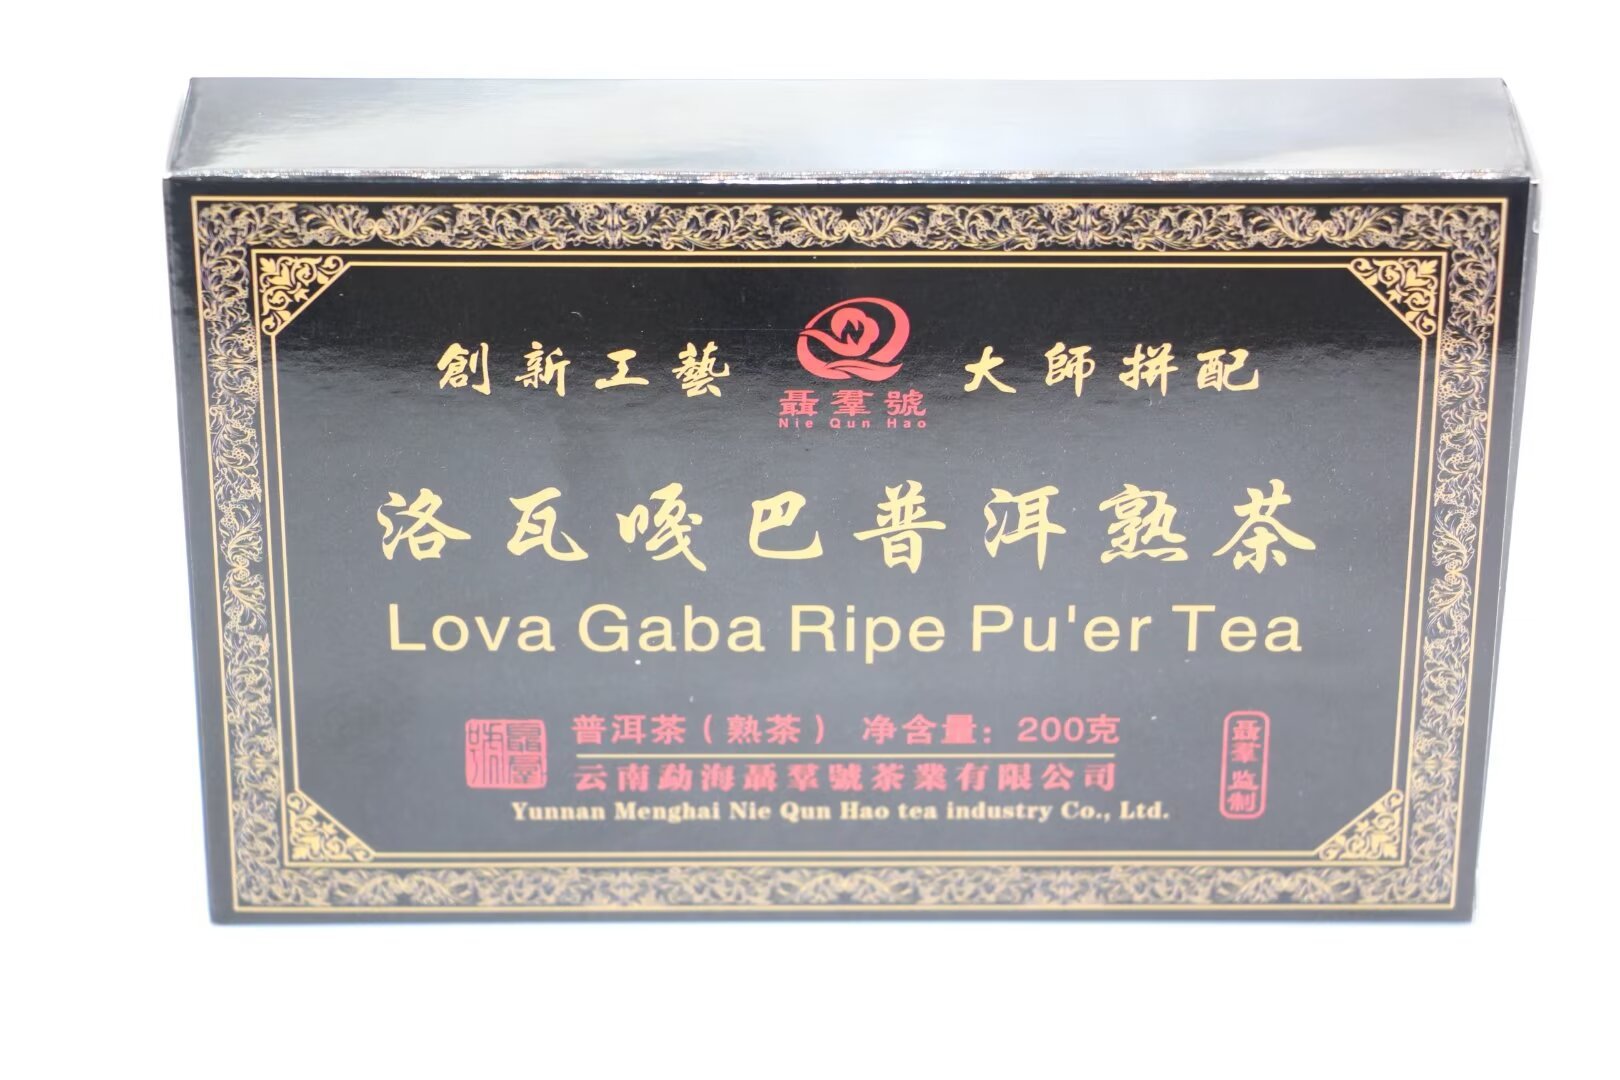 創新工藝 大師拼配
聶羣號
Nie Qun Hao
洛瓦嘎巴普洱熟茶
Lova Gaba Ripe Pu'er Tea
普洱茶(熟茶) 净含量:200克
云南勐海聶羣號茶業有限公司
Yunnan Menghai Nie Qun Hao tea industry Co., Ltd.
聶羣號
聶羣 监制